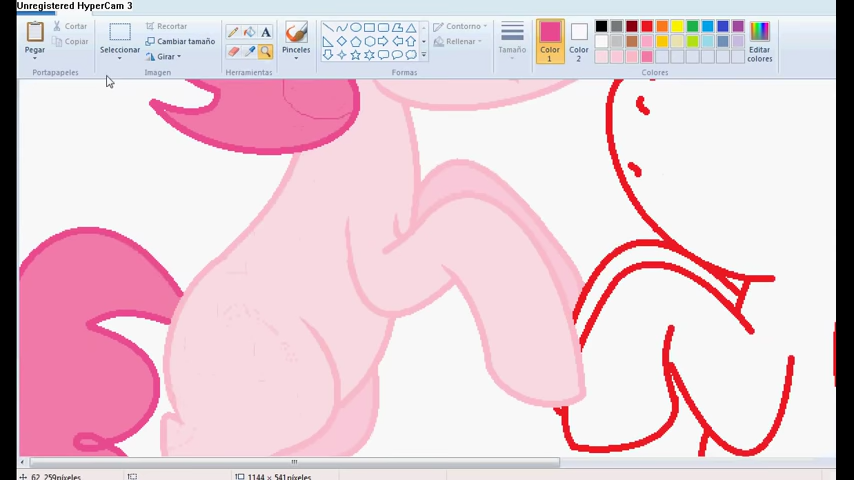 Unregistered HyperCam 3
Pegar
Cortar
Copiar
Portapapeles
Seleccionar
Recortar
Cambiar tamaño
Girar
Imagen
A
Herramientas
Pinceles
Contorno
Rellenar
Formas
Tamaño
Color
1
Color
2
Editar
colores
Colores
62, 259píxeles
1144 × 541píxeles